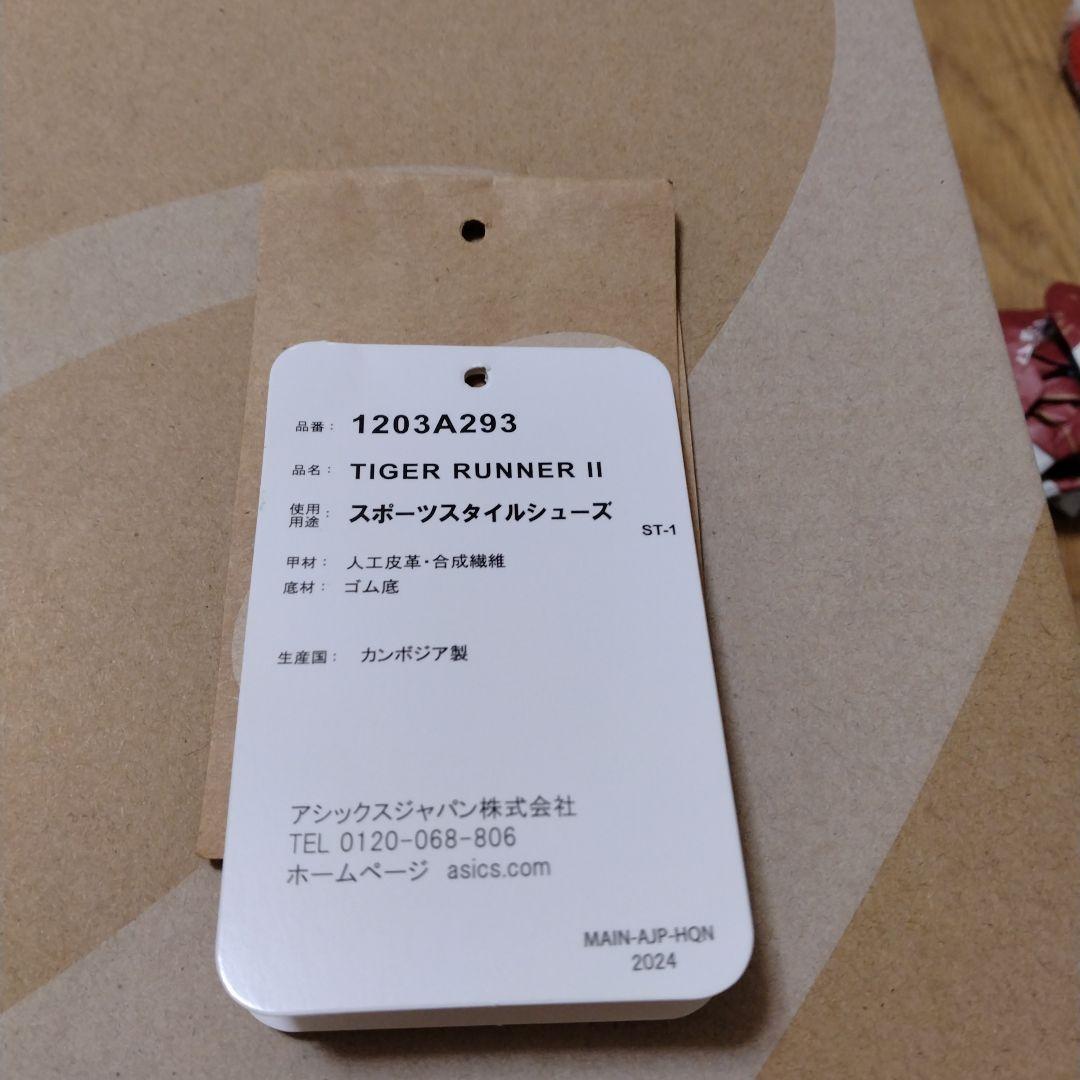 品番： 1203A293
品名： TIGER RUNNER II
使用用途： スポーツスタイルシューズ
ST-1
甲材： 人工皮革・合成繊維
底材： ゴム底
生産国： カンボジア製
アシックスジャパン株式会社
TEL 0120-068-806
ホームページ asics.com
MAIN-AJP-HQN
2024